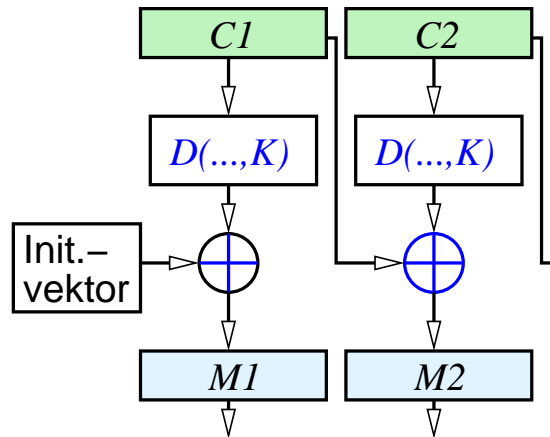 C1 C2
D(...,K) D(...,K)
Init.–
vektor
M1 M2